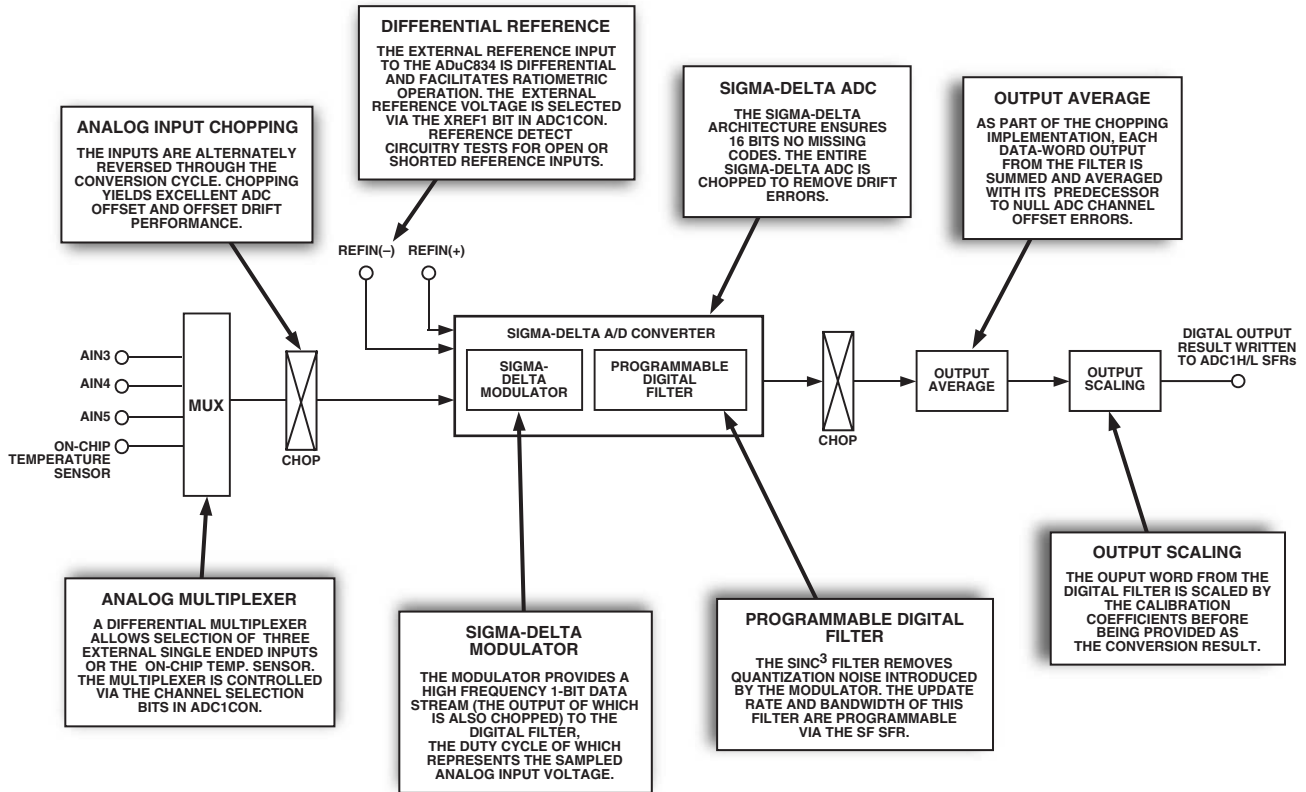 DIFFERENTIAL REFERENCE
THE EXTERNAL REFERENCE INPUT
TO THE ADuC834 IS DIFFERENTIAL
AND FACILITATES RATIOMETRIC
OPERATION. THE EXTERNAL
REFERENCE VOLTAGE IS SELECTED
VIA THE XREF1 BIT IN ADC1CON.
REFERENCE DETECT
CIRCUITRY TESTS FOR OPEN OR
SHORTED REFERENCE INPUTS.
SIGMA-DELTA ADC
THE SIGMA-DELTA
ARCHITECTURE ENSURES
16 BITS NO MISSING
CODES. THE ENTIRE
SIGMA-DELTA ADC IS
CHOPPED TO REMOVE DRIFT
ERRORS.
OUTPUT AVERAGE
AS PART OF THE CHOPPING
IMPLEMENTATION, EACH
DATA-WORD OUTPUT
FROM THE FILTER IS
SUMMED AND AVERAGED
WITH ITS PREDECESSOR
TO NULL ADC CHANNEL
OFFSET ERRORS.
ANALOG INPUT CHOPPING
THE INPUTS ARE ALTERNATELY
REVERSED THROUGH THE
CONVERSION CYCLE. CHOPPING
YIELDS EXCELLENT ADC
OFFSET AND OFFSET DRIFT
PERFORMANCE.
REFIN(–) REFIN(+)
AIN3
AIN4
AIN5
ON-CHIP
TEMPERATURE
SENSOR
MUX
CHOP
SIGMA-DELTA A/D CONVERTER
SIGMA-
DELTA
MODULATOR
PROGRAMMABLE
DIGITAL
FILTER
CHOP
OUTPUT
AVERAGE
OUTPUT
SCALING
DIGTAL OUTPUT
RESULT WRITTEN
TO ADC1H/L SFRs
ANALOG MULTIPLEXER
A DIFFERENTIAL MULTIPLEXER
ALLOWS SELECTION OF THREE
EXTERNAL SINGLE ENDED INPUTS
OR THE ON-CHIP TEMP. SENSOR.
THE MULTIPLEXER IS CONTROLLED
VIA THE CHANNEL SELECTION
BITS IN ADC1CON.
SIGMA-DELTA
MODULATOR
THE MODULATOR PROVIDES A
HIGH FREQUENCY 1-BIT DATA
STREAM (THE OUTPUT OF WHICH
IS ALSO CHOPPED) TO THE
DIGITAL FILTER,
THE DUTY CYCLE OF WHICH
REPRESENTS THE SAMPLED
ANALOG INPUT VOLTAGE.
PROGRAMMABLE DIGITAL
FILTER
THE SINC³ FILTER REMOVES
QUANTIZATION NOISE INTRODUCED
BY THE MODULATOR. THE UPDATE
RATE AND BANDWIDTH OF THIS
FILTER ARE PROGRAMMABLE
VIA THE SF SFR.
OUTPUT SCALING
THE OUPUT WORD FROM THE
DIGITAL FILTER IS SCALED BY
THE CALIBRATION
COEFFICIENTS BEFORE
BEING PROVIDED AS
THE CONVERSION RESULT.